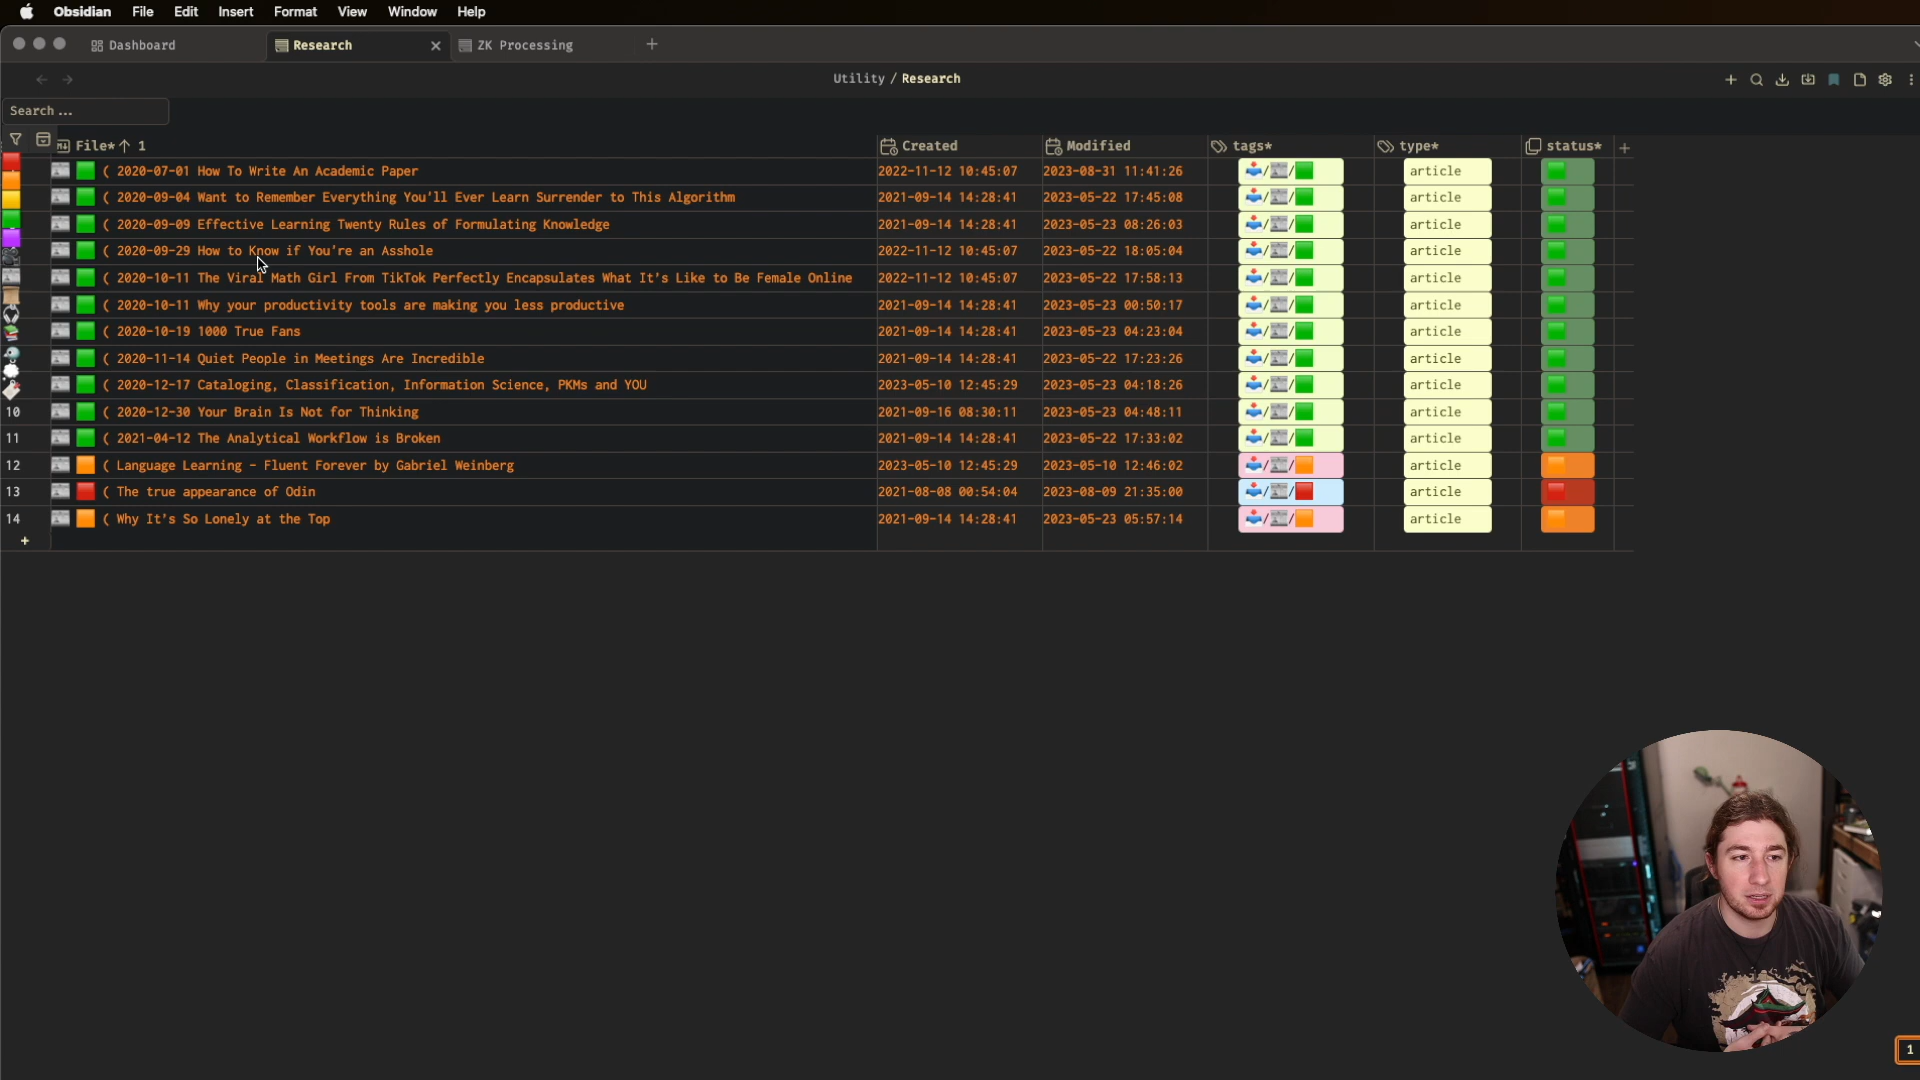 Obsidian File Edit Insert Format View Window Help
Dashboard Research ZK Processing
Utility / Research
Search ...
File* 1 Created Modified tags* type* status*
( 2020-07-01 How To Write An Academic Paper 2022-11-12 10:45:07 2023-08-31 11:41:26 / / article
( 2020-09-04 Want to Remember Everything You'll Ever Learn Surrender to This Algorithm 2021-09-14 14:28:41 2023-05-22 17:45:08 / / article
( 2020-09-09 Effective Learning Twenty Rules of Formulating Knowledge 2021-09-14 14:28:41 2023-05-23 08:26:03 / / article
( 2020-09-29 How to Know if You're an Asshole 2022-11-12 10:45:07 2023-05-22 18:05:04 / / article
( 2020-10-11 The Viral Math Girl From TikTok Perfectly Encapsulates What It's Like to Be Female Online 2022-11-12 10:45:07 2023-05-22 17:58:13 / / article
( 2020-10-11 Why your productivity tools are making you less productive 2021-09-14 14:28:41 2023-05-23 00:50:17 / / article
( 2020-10-19 1000 True Fans 2021-09-14 14:28:41 2023-05-23 04:23:04 / / article
( 2020-11-14 Quiet People in Meetings Are Incredible 2021-09-14 14:28:41 2023-05-22 17:23:26 / / article
( 2020-12-17 Cataloging, Classification, Information Science, PKMs and YOU 2023-05-10 12:45:29 2023-05-23 04:18:26 / / article
10 ( 2020-12-30 Your Brain Is Not for Thinking 2021-09-16 08:30:11 2023-05-23 04:48:11 / / article
11 ( 2021-04-12 The Analytical Workflow is Broken 2021-09-14 14:28:41 2023-05-22 17:33:02 / / article
12 ( Language Learning - Fluent Forever by Gabriel Weinberg 2023-05-10 12:45:29 2023-05-10 12:46:02 / / article
13 ( The true appearance of Odin 2021-08-08 00:54:04 2023-08-09 21:35:00 / / article
14 ( Why It's So Lonely at the Top 2021-09-14 14:28:41 2023-05-23 05:57:14 / / article
1